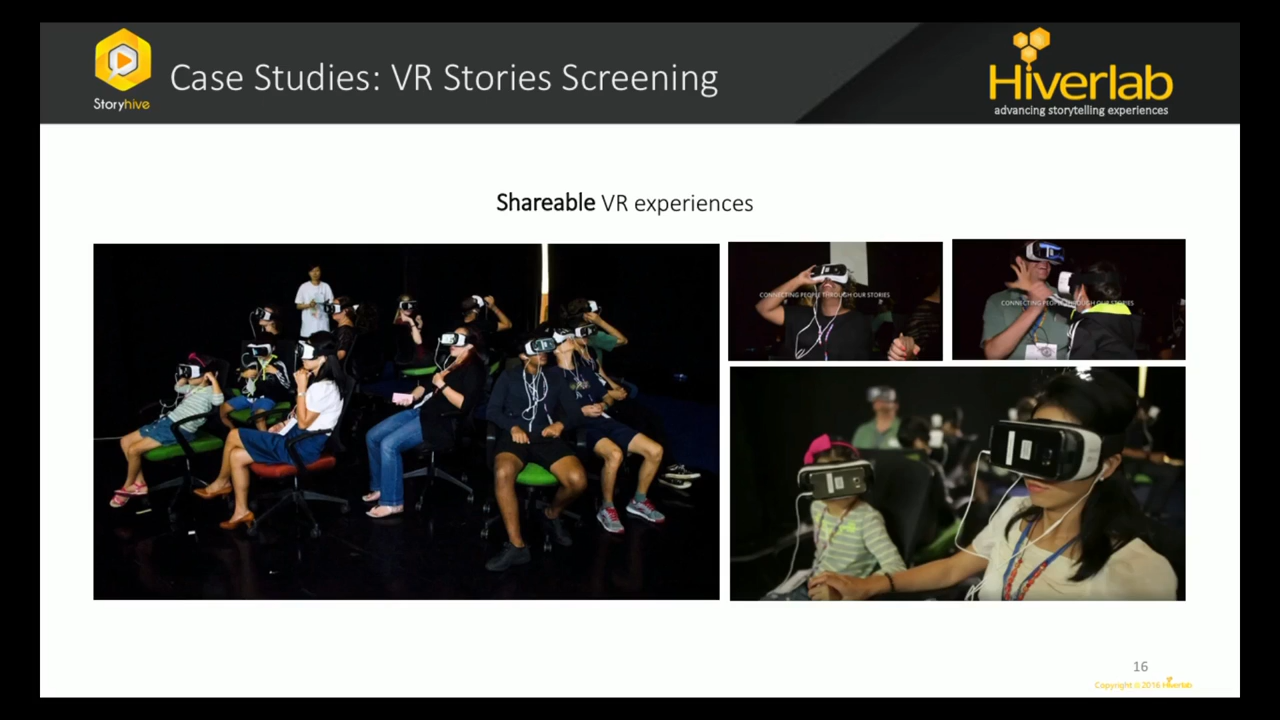 Storyhive
Case Studies: VR Stories Screening
Hiverlab
advancing storytelling experiences
Shareable VR experiences
CONNECTING PEOPLE THROUGH OUR STORIES
CONNECTING PEOPLE THROUGH OUR STORIES
16
Copyright © 2016 Hiverlab